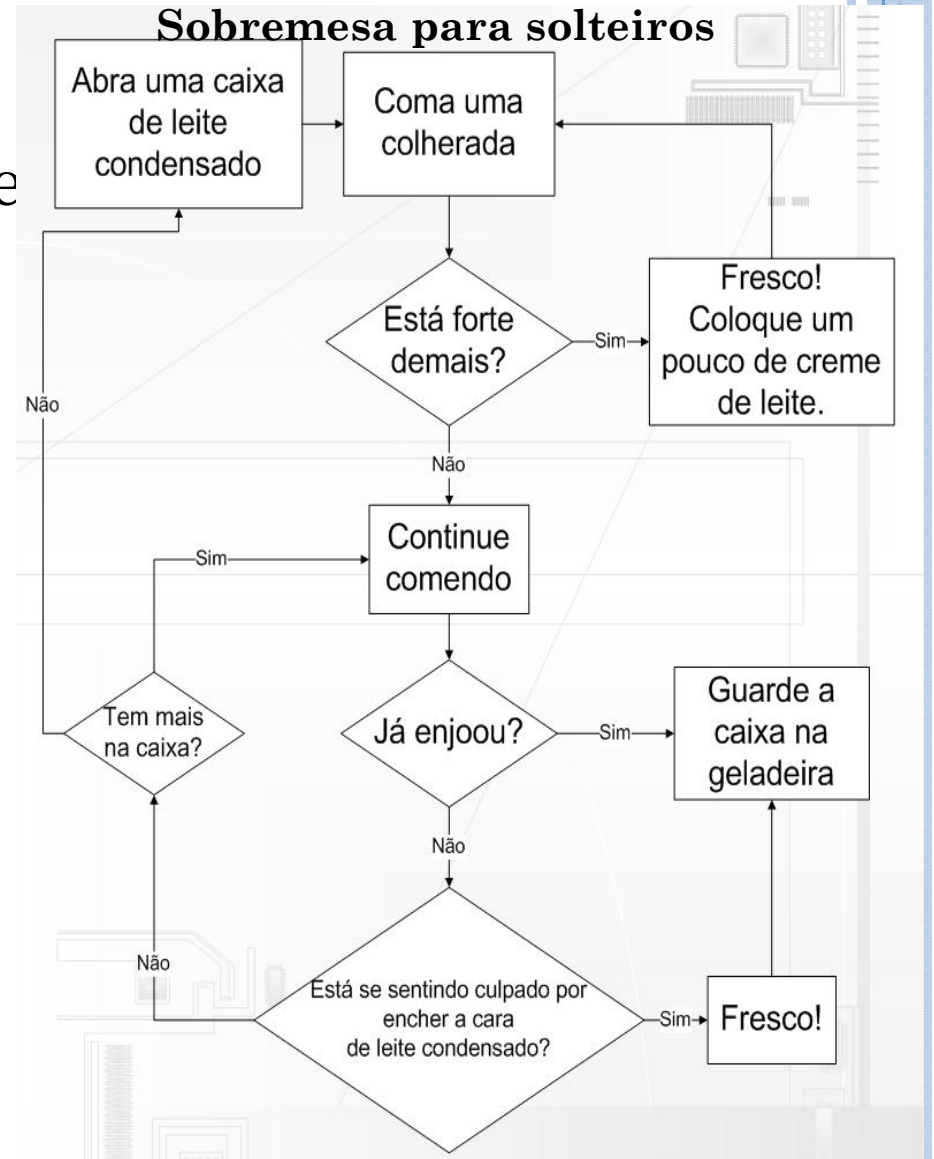 Sobremesa para solteiros
Abra uma caixa
de leite
condensado
Coma uma
colherada
e
Está forte
demais?
Sim
Fresco!
Coloque um
pouco de creme
de leite.
Não
Não
Continue
comendo
Sim
Tem mais
na caixa?
Já enjoou?
Sim
Guarde a
caixa na
geladeira
Não
Não
Está se sentindo culpado por
encher a cara
de leite condensado?
Sim
Fresco!